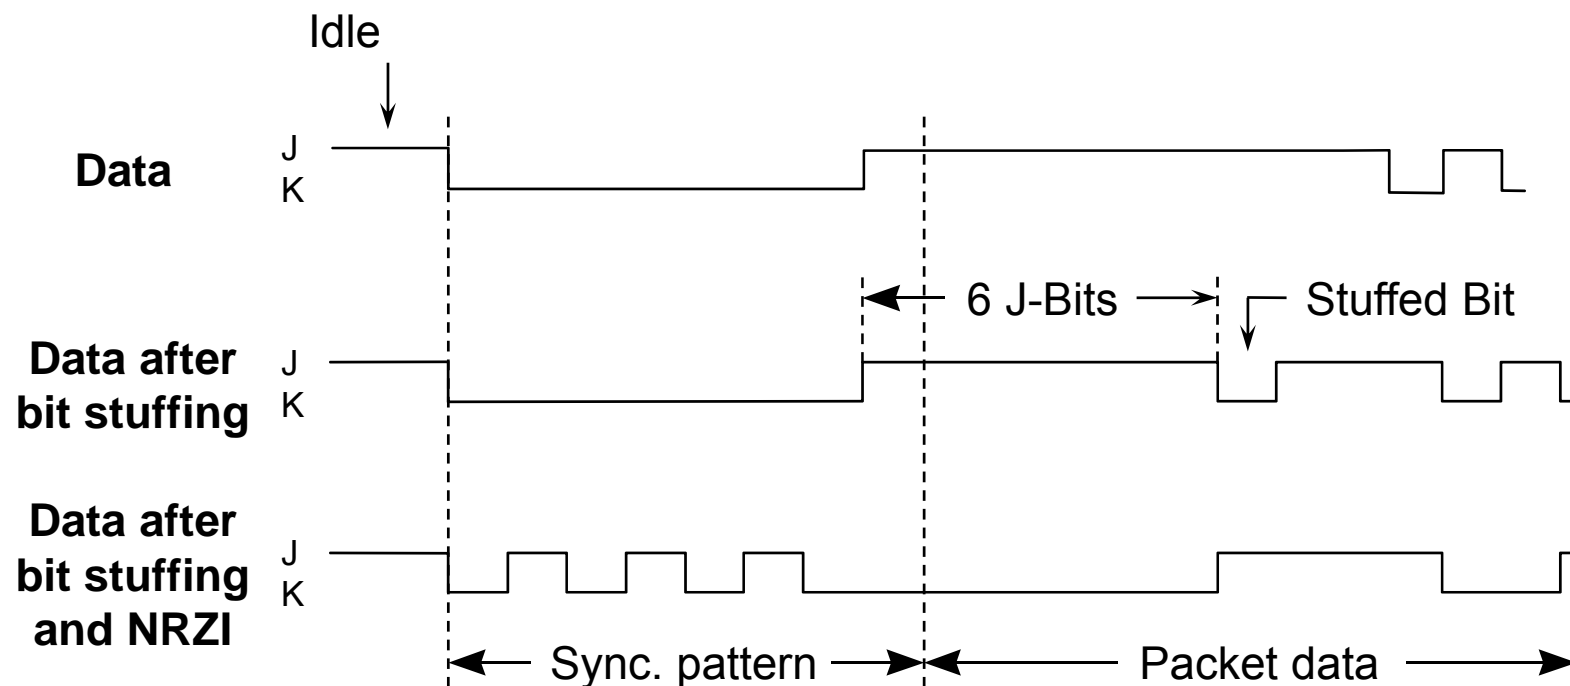 Idle
Data
J
K
6 J-Bits
Stuffed Bit
Data after
bit stuffing
J
K
Data after
bit stuffing
and NRZI
J
K
Sync. pattern
Packet data